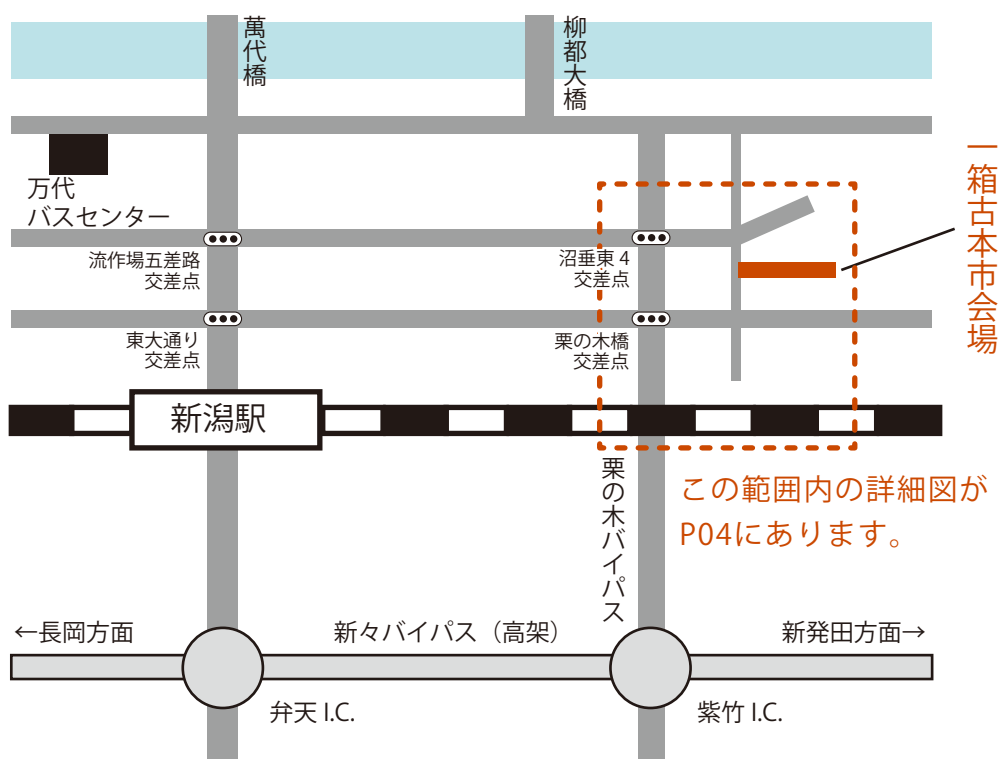 萬代橋
柳都大橋
万代
バスセンター
一箱古本市会場
流作場五差路
交差点
沼垂東4
交差点
東大通り
交差点
栗の木橋
交差点
新潟駅
栗の木バイパス
この範囲内の詳細図が
P04にあります。
←長岡方面
新々バイパス（高架）
新発田方面→
弁天 I.C.
紫竹 I.C.